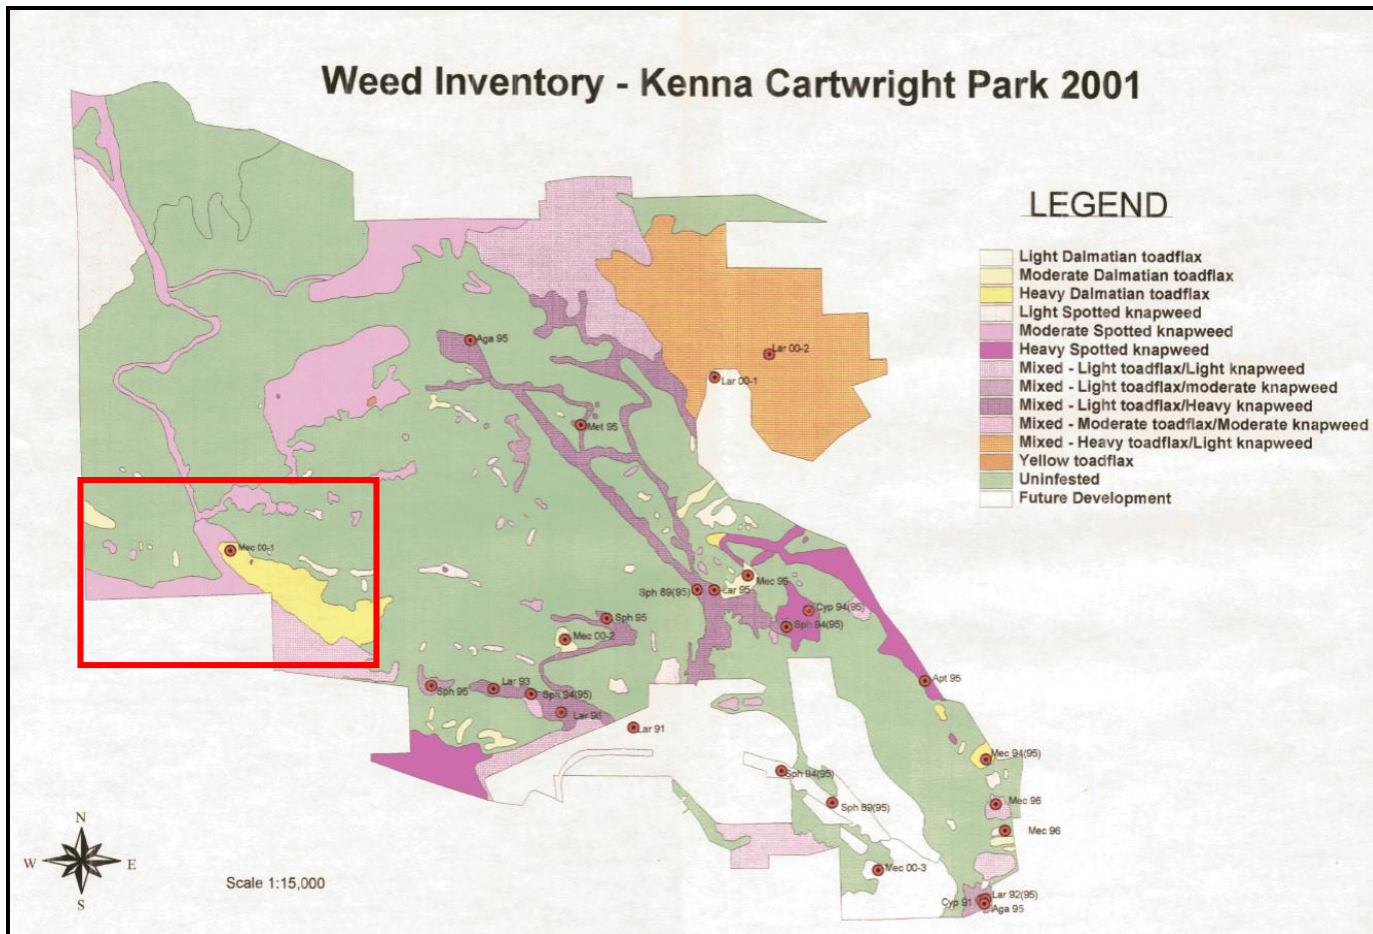 Weed Inventory - Kenna Cartwright Park 2001
LEGEND
Light Dalmatian toadflax
Moderate Dalmatian toadflax
Heavy Dalmatian toadflax
Light Spotted knapweed
Moderate Spotted knapweed
Heavy Spotted knapweed
Mixed - Light toadflax/Light knapweed
Mixed - Light toadflax/moderate knapweed
Mixed - Light toadflax/Heavy knapweed
Mixed - Moderate toadflax/Moderate knapweed
Mixed - Heavy toadflax/Light knapweed
Yellow toadflax
Uninfested
Future Development
Aga 95
Lar 00-2
Lar 00-1
Met 95
Mec 00-1
Mec 95
Sph 89(95)
Lar 95
Cyp 94(95)
Sph 95
Sph 94(95)
Mec 00-2
Lar 93
Apt 95
Sph 95
Sph 94(95)
Lar 96
Lar 91
Mec 94(95)
Sph 94(95)
Sph 89(95)
Mec 96
Mec 96
Mec 00-3
Lar 92(95)
Cyp 91
Aga 95
N
W
E
S
Scale 1:15,000